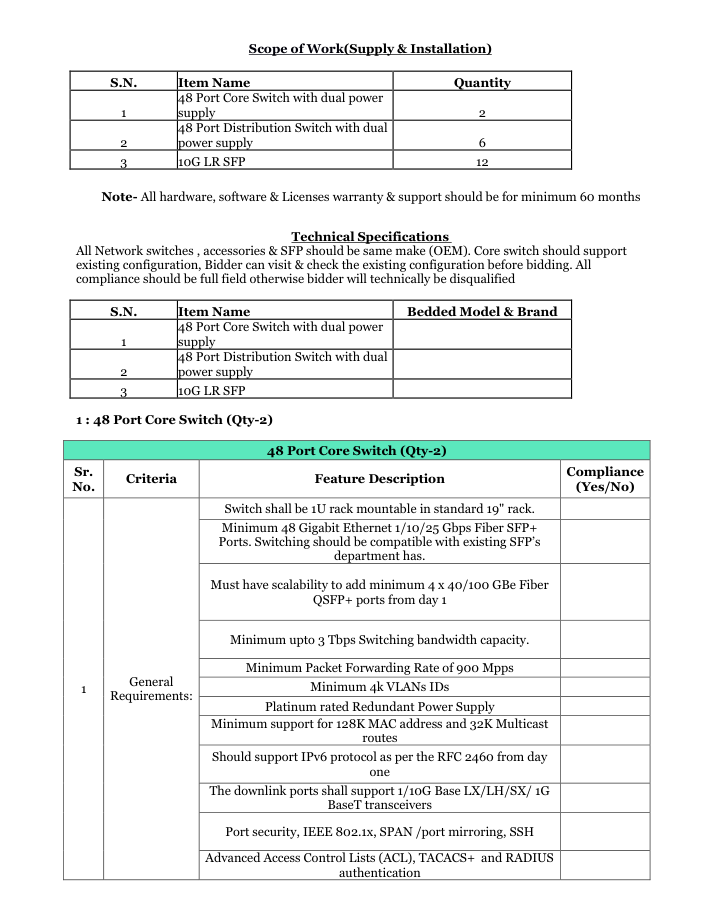 Scope of Work(Supply & Installation)
S.N. Item Name Quantity
48 Port Core Switch with dual power
1 supply 2
48 Port Distribution Switch with dual
2 power supply 6
3 10G LR SFP 12
Note- All hardware, software & Licenses warranty & support should be for minimum 60 months
Technical Specifications
All Network switches , accessories & SFP should be same make (OEM). Core switch should support
existing configuration, Bidder can visit & check the existing configuration before bidding. All
compliance should be full field otherwise bidder will technically be disqualified
S.N. Item Name Bedded Model & Brand
48 Port Core Switch with dual power
1 supply
48 Port Distribution Switch with dual
2 power supply
3 10G LR SFP
1 : 48 Port Core Switch (Qty-2)
48 Port Core Switch (Qty-2)
Sr. No. Criteria Feature Description Compliance (Yes/No)
1 General Requirements:
Switch shall be 1U rack mountable in standard 19" rack.
Minimum 48 Gigabit Ethernet 1/10/25 Gbps Fiber SFP+
Ports. Switching should be compatible with existing SFP's
department has.
Must have scalability to add minimum 4 x 40/100 GBe Fiber
QSFP+ ports from day 1
Minimum upto 3 Tbps Switching bandwidth capacity.
Minimum Packet Forwarding Rate of 900 Mpps
Minimum 4k VLANs IDs
Platinum rated Redundant Power Supply
Minimum support for 128K MAC address and 32K Multicast
routes
Should support IPv6 protocol as per the RFC 2460 from day
one
The downlink ports shall support 1/10G Base LX/LH/SX/ 1G
BaseT transceivers
Port security, IEEE 802.1x, SPAN /port mirroring, SSH
Advanced Access Control Lists (ACL), TACACS+ and RADIUS
authentication